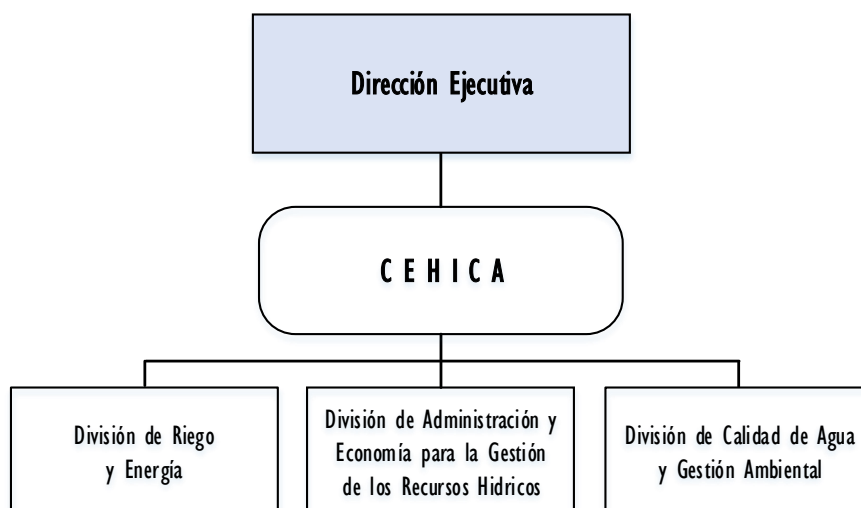 Dirección Ejecutiva
C E H I C A
División de Riego
y Energía
División de Administración y
Economía para la Gestión
de los Recursos Hídricos
División de Calidad de Agua
y Gestión Ambiental